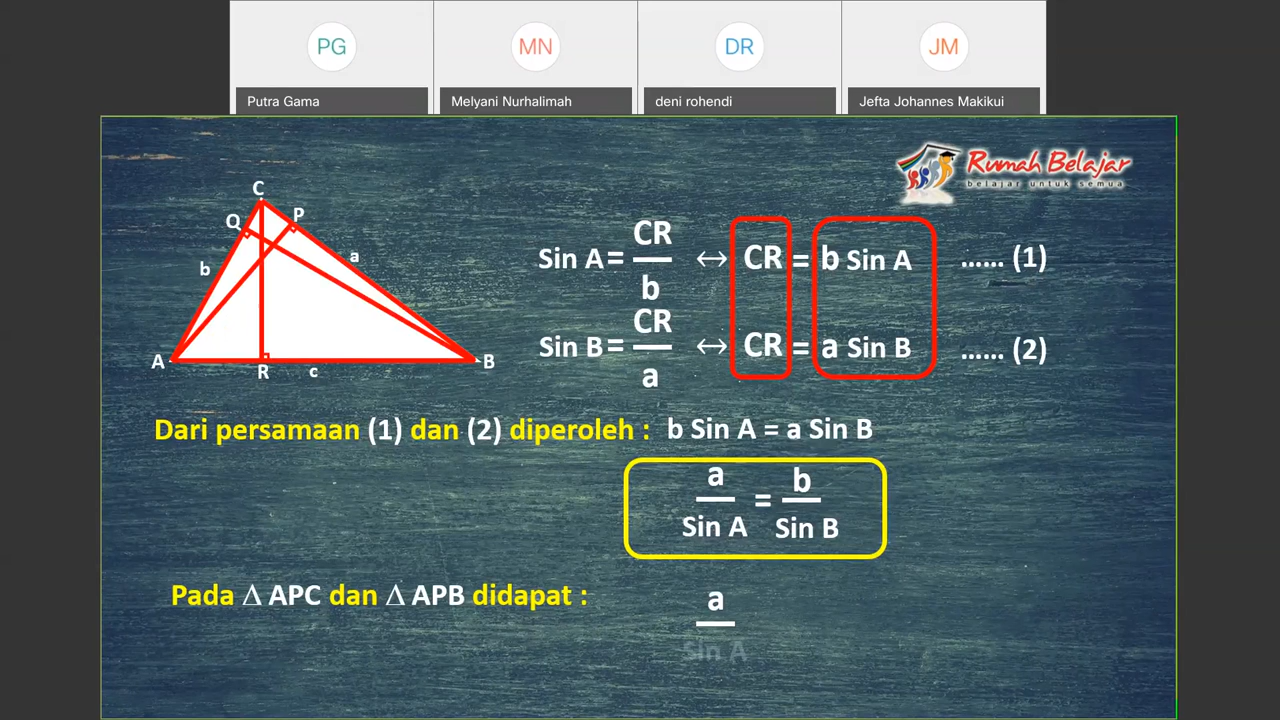 PG
MN
DR
JM
Putra Gama
Melyani Nurhalimah
deni rohendi
Jefta Johannes Makikui
Rumah Belajar
belajar untuk semua
C
Q
P
b
a
A
B
R
c
Sin A = CR / b ↔ CR = b Sin A ...... (1)
Sin B = CR / a ↔ CR = a Sin B ...... (2)
Dari persamaan (1) dan (2) diperoleh : b Sin A = a Sin B
a / Sin A = b / Sin B
Pada Δ APC dan Δ APB didapat :
a
sin A